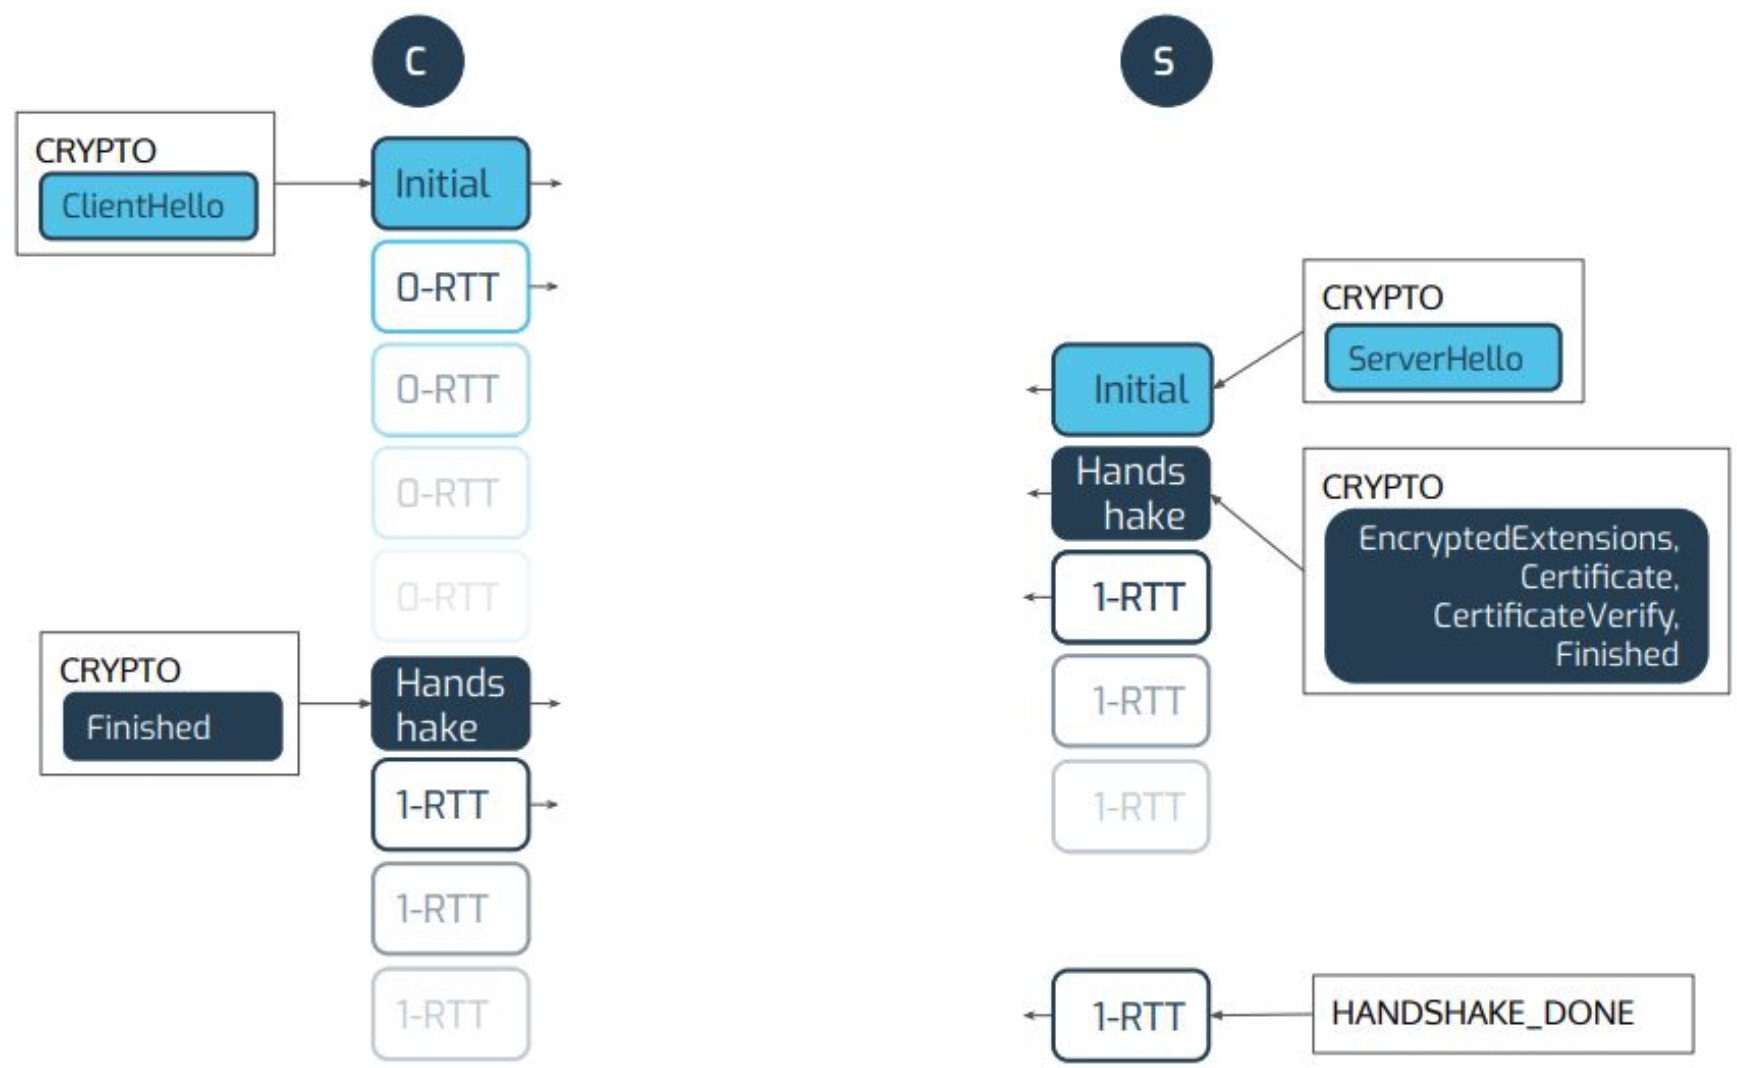 C
S
CRYPTO
ClientHello
Initial
0-RTT
0-RTT
0-RTT
0-RTT
CRYPTO
Finished
Hands
hake
1-RTT
1-RTT
1-RTT
CRYPTO
ServerHello
Initial
Hands
hake
CRYPTO
EncryptedExtensions,
Certificate,
CertificateVerify,
Finished
1-RTT
1-RTT
1-RTT
1-RTT
HANDSHAKE_DONE